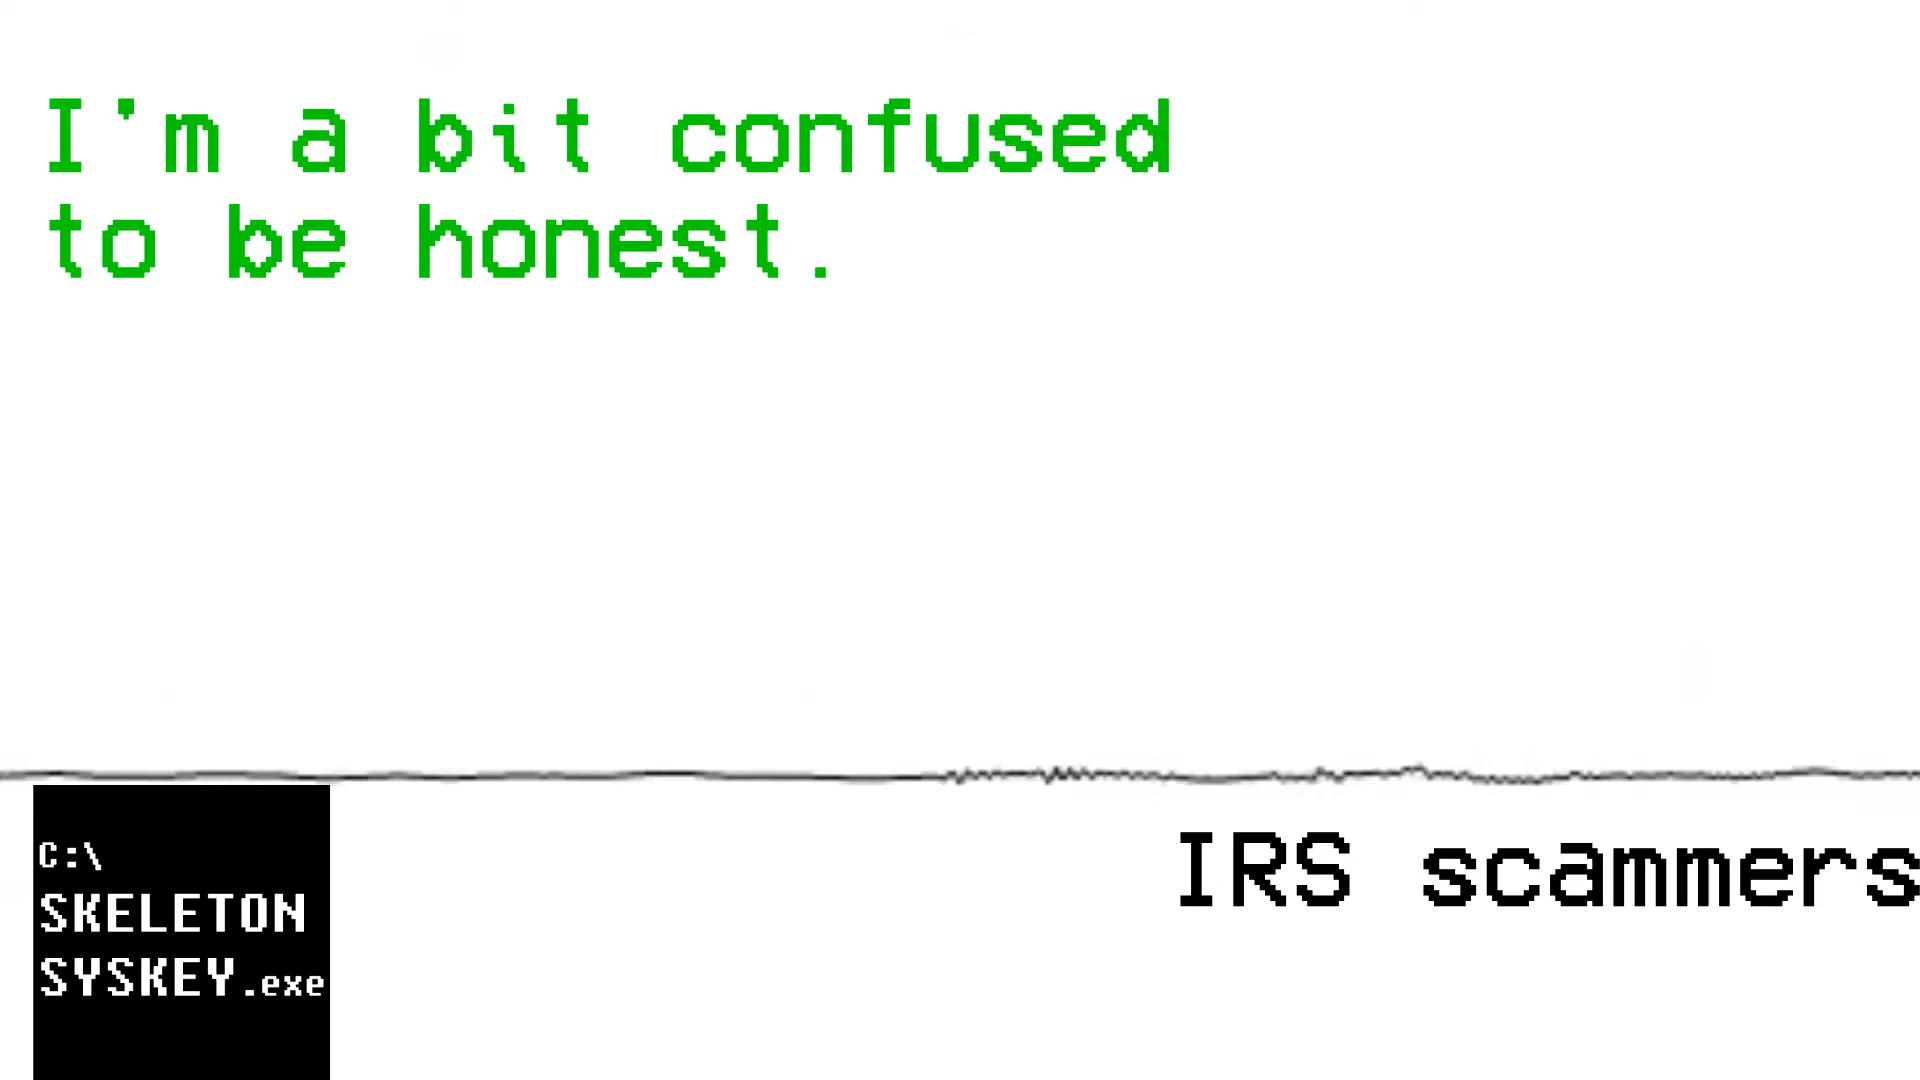 I'm a bit confused
to be honest.
C:\
SKELETON
SYSKEY.exe
IRS scammers